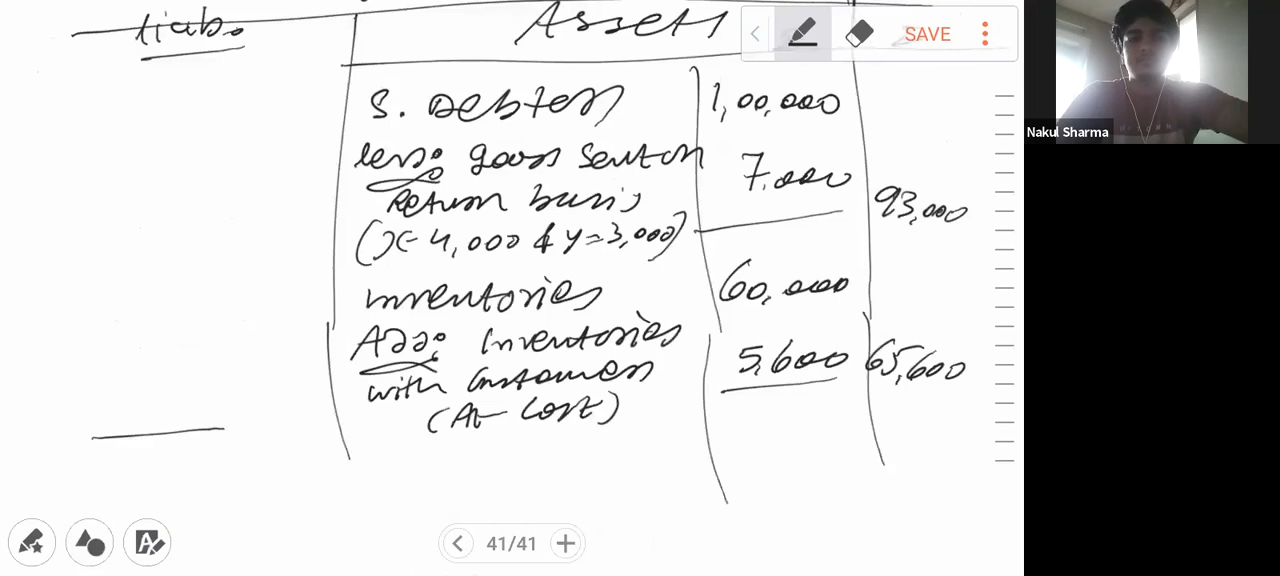 Liab. Assets
SAVE
S. Debtors 1,00,000
less: goods sent on 7,000
Return basis 93,000
(X = 4,000 & Y = 3,000)
inventories 60,000
Add: Inventories 5,600 65,600
with customers
(At Cost)
41/41
Nakul Sharma